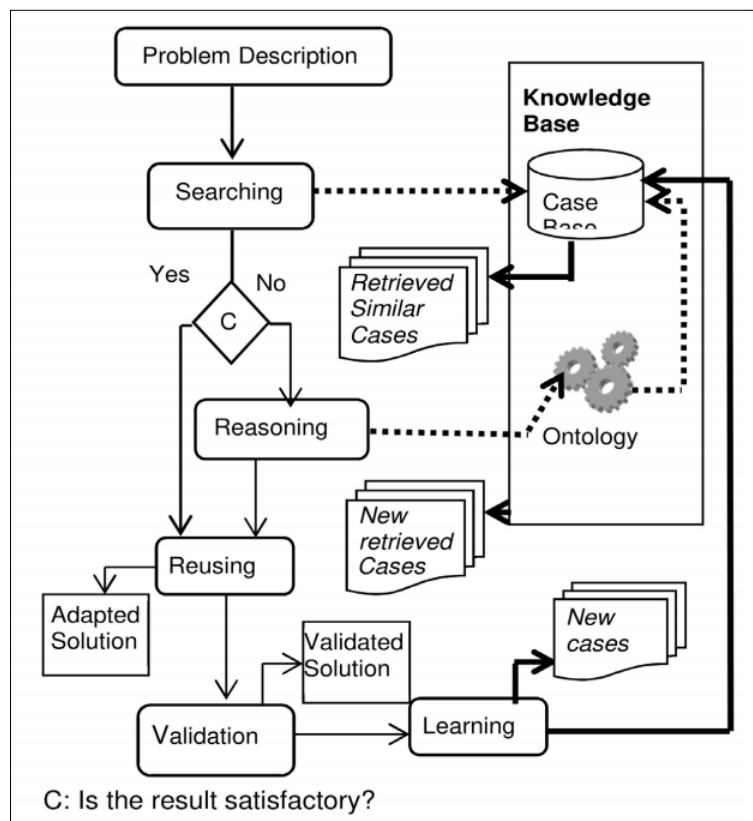 Problem Description
Knowledge
Base
Searching
Case
Base
Yes
No
Retrieved
Similar
Cases
C
Reasoning
Ontology
New
retrieved
Cases
Reusing
Adapted
Solution
Validated
Solution
New
cases
Validation
Learning
C: Is the result satisfactory?